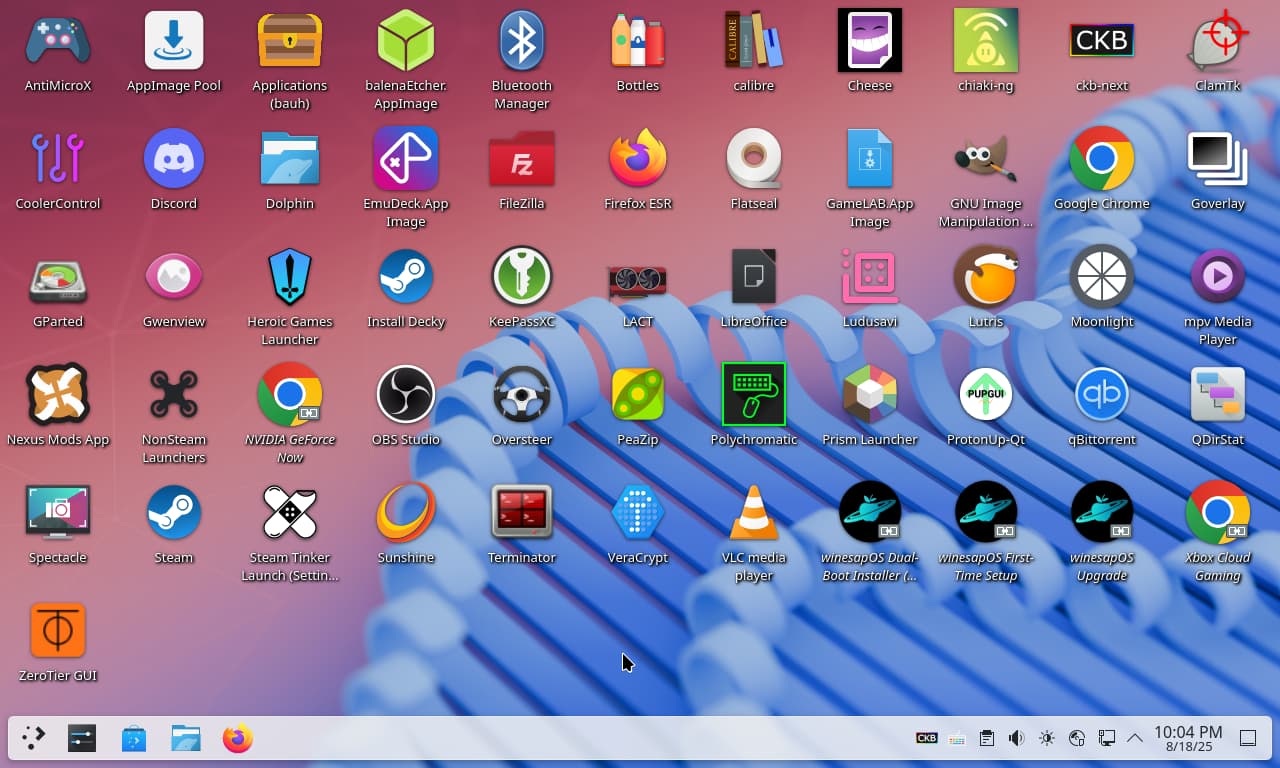 AntiMicroX
AppImage Pool
Applications
(bauh)
balenaEtcher.
AppImage
Bluetooth
Manager
Bottles
CALIBRE
calibre
Cheese
chiaki-ng
CKB
ckb-next
ClamTk
CoolerControl
Discord
Dolphin
EmuDeck.App
Image
Fz
FileZilla
Firefox ESR
Flatseal
GameLAB.App
Image
GNU Image
Manipulation ...
Google Chrome
Goverlay
GParted
Gwenview
Heroic Games
Launcher
Install Decky
KeePassXC
LACT
LibreOffice
Ludusavi
Lutris
Moonlight
mpv Media
Player
Nexus Mods App
NonSteam
Launchers
NVIDIA GeForce
Now
OBS Studio
Oversteer
PeaZip
Polychromatic
Prism Launcher
PUPGUI
ProtonUp-Qt
qb
qBittorrent
QDirStat
Spectacle
Steam
Steam Tinker
Launch (Settin...
Sunshine
Terminator
VeraCrypt
VLC media
player
winesapOS Dual-
Boot Installer (...
winesapOS First-
Time Setup
winesapOS
Upgrade
Xbox Cloud
Gaming
ZeroTier GUI
CKB
10:04 PM
8/18/25